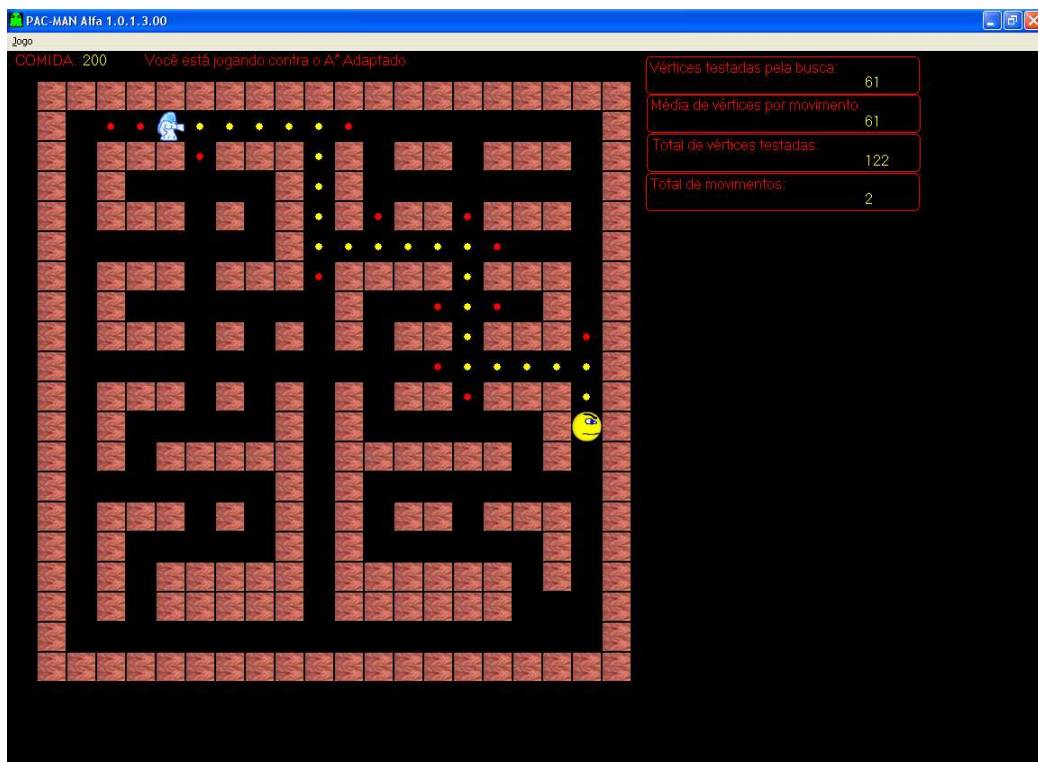 PAC-MAN Alfa 1.0.1.3.00
Jogo
COMIDA: 200 Você está jogando contra o A* Adaptado
Vértices testadas pela busca:
61
Média de vértices por movimento
61
Total de vértices testadas:
122
Total de movimentos:
2